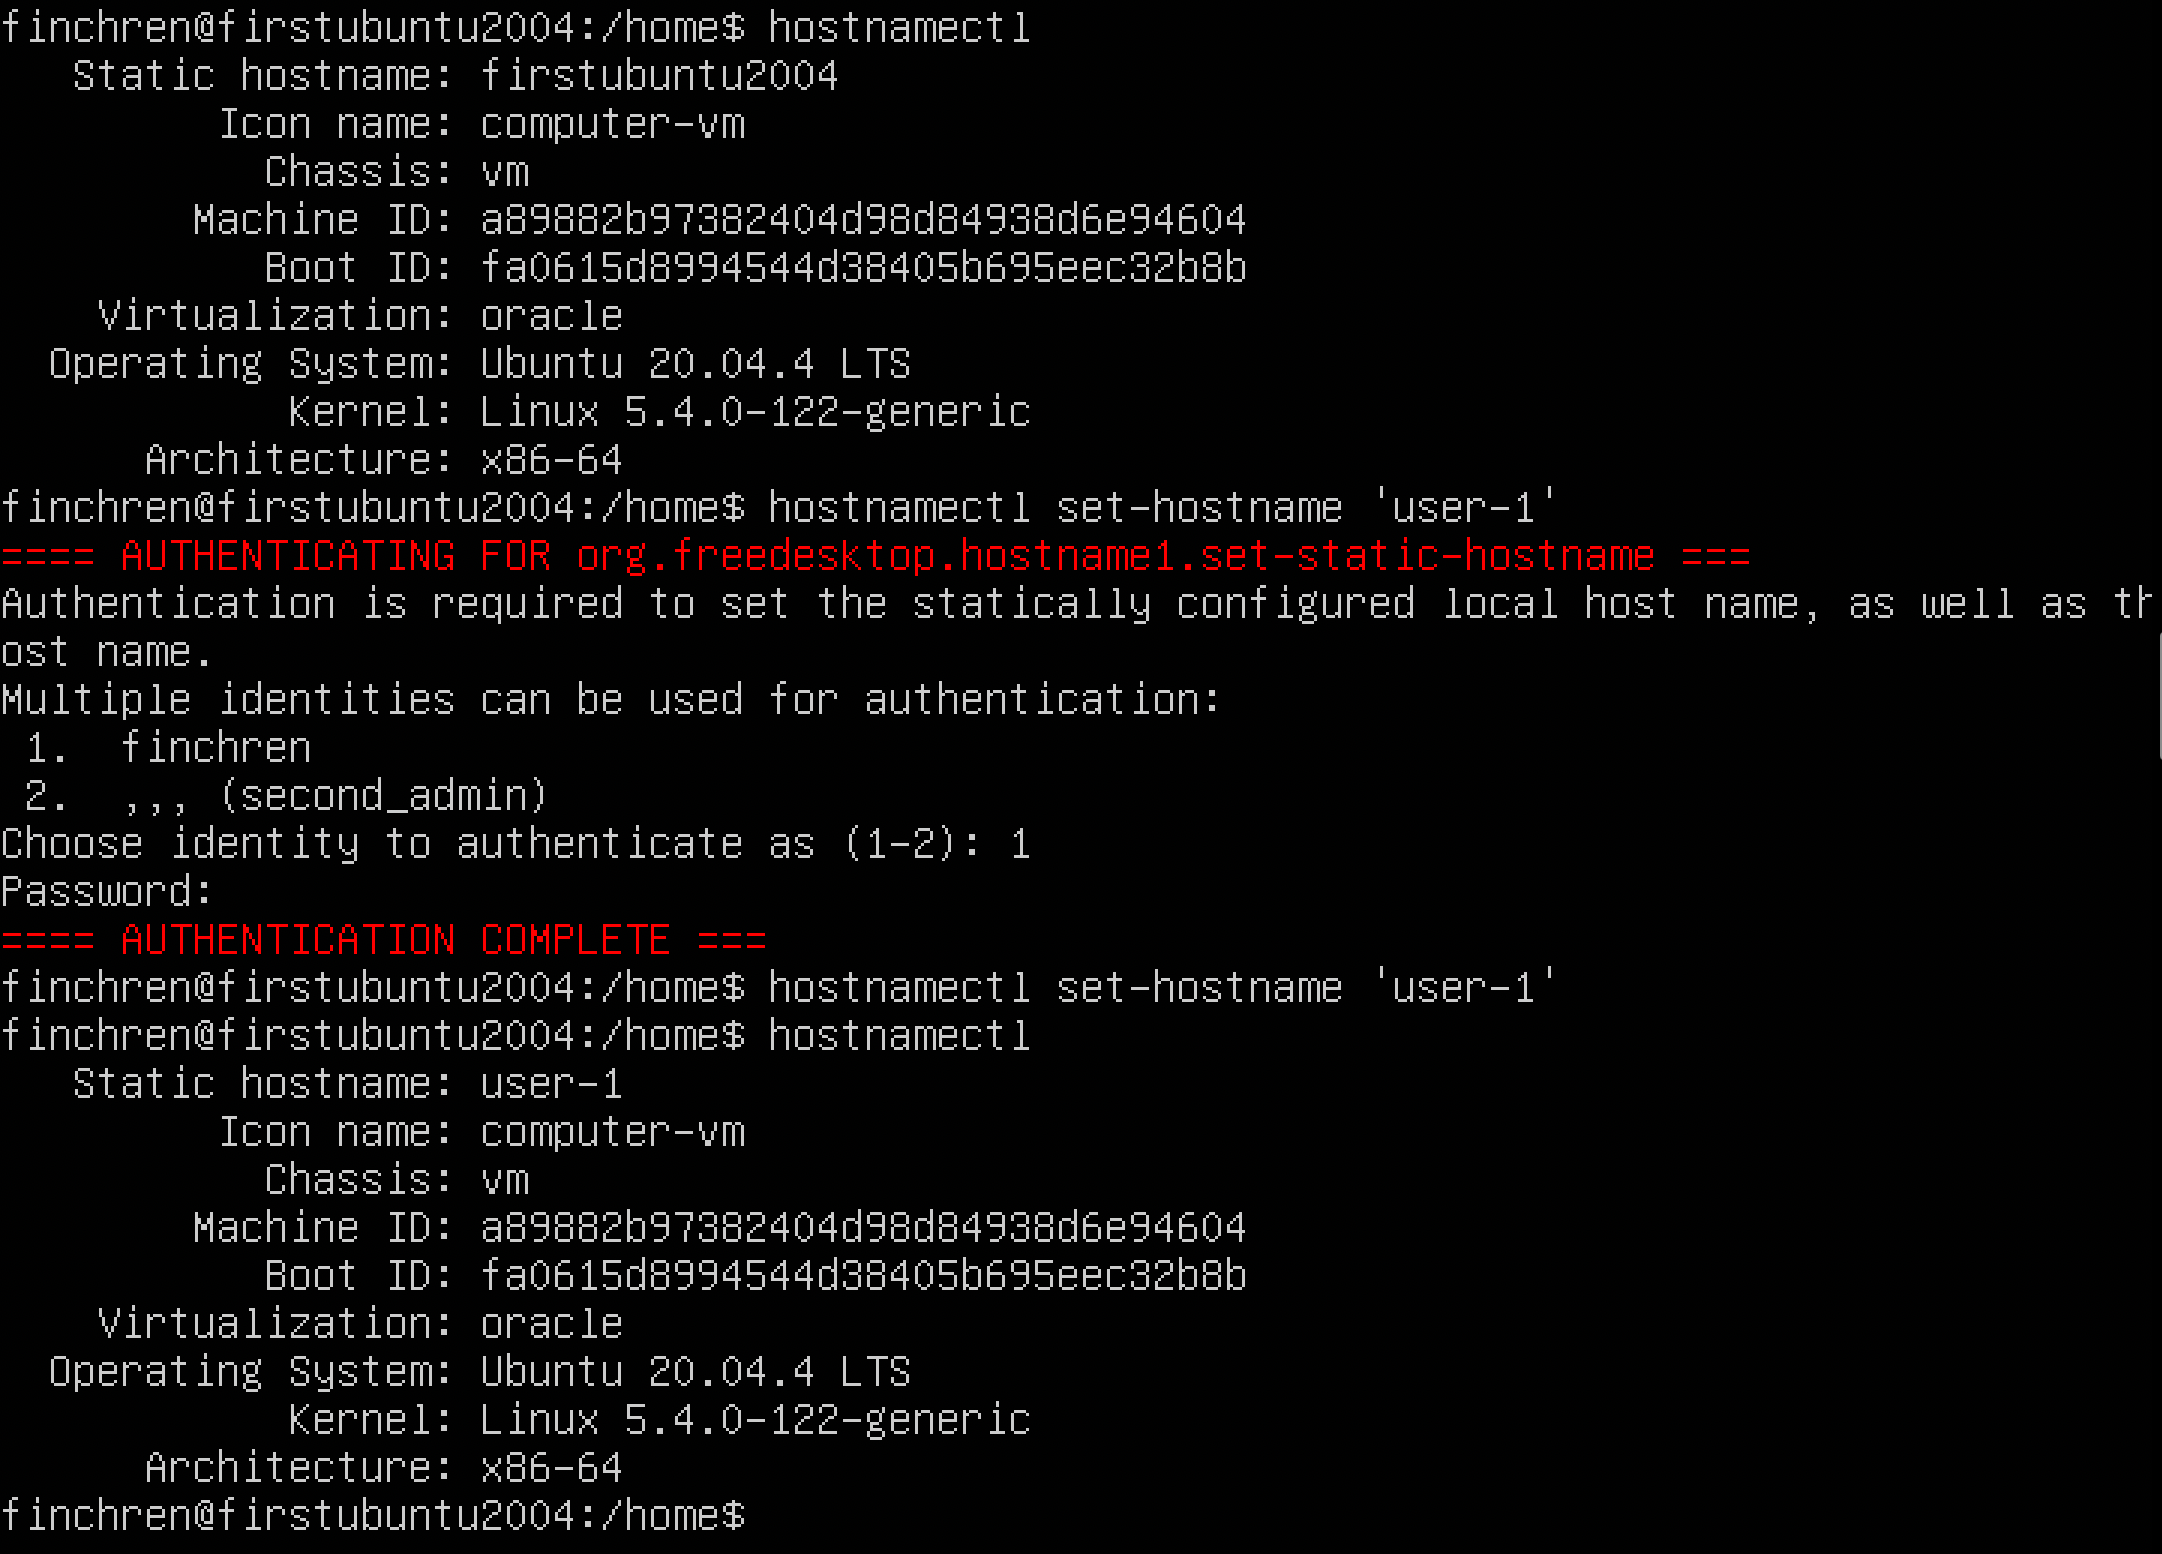 finchren@firstubuntu2004:/home$ hostnamectl
   Static hostname: firstubuntu2004
         Icon name: computer-vm
           Chassis: vm
        Machine ID: a89882b97382404d98d84938d6e94604
           Boot ID: fa0615d8994544d38405b695eec32b8b
    Virtualization: oracle
  Operating System: Ubuntu 20.04.4 LTS
            Kernel: Linux 5.4.0-122-generic
      Architecture: x86-64
finchren@firstubuntu2004:/home$ hostnamectl set-hostname 'user-1'
==== AUTHENTICATING FOR org.freedesktop.hostname1.set-static-hostname ===
Authentication is required to set the statically configured local host name, as well as th
ost name.
Multiple identities can be used for authentication:
 1.  finchren
 2.  ,,, (second_admin)
Choose identity to authenticate as (1-2): 1
Password:
==== AUTHENTICATION COMPLETE ===
finchren@firstubuntu2004:/home$ hostnamectl set-hostname 'user-1'
finchren@firstubuntu2004:/home$ hostnamectl
   Static hostname: user-1
         Icon name: computer-vm
           Chassis: vm
        Machine ID: a89882b97382404d98d84938d6e94604
           Boot ID: fa0615d8994544d38405b695eec32b8b
    Virtualization: oracle
  Operating System: Ubuntu 20.04.4 LTS
            Kernel: Linux 5.4.0-122-generic
      Architecture: x86-64
finchren@firstubuntu2004:/home$